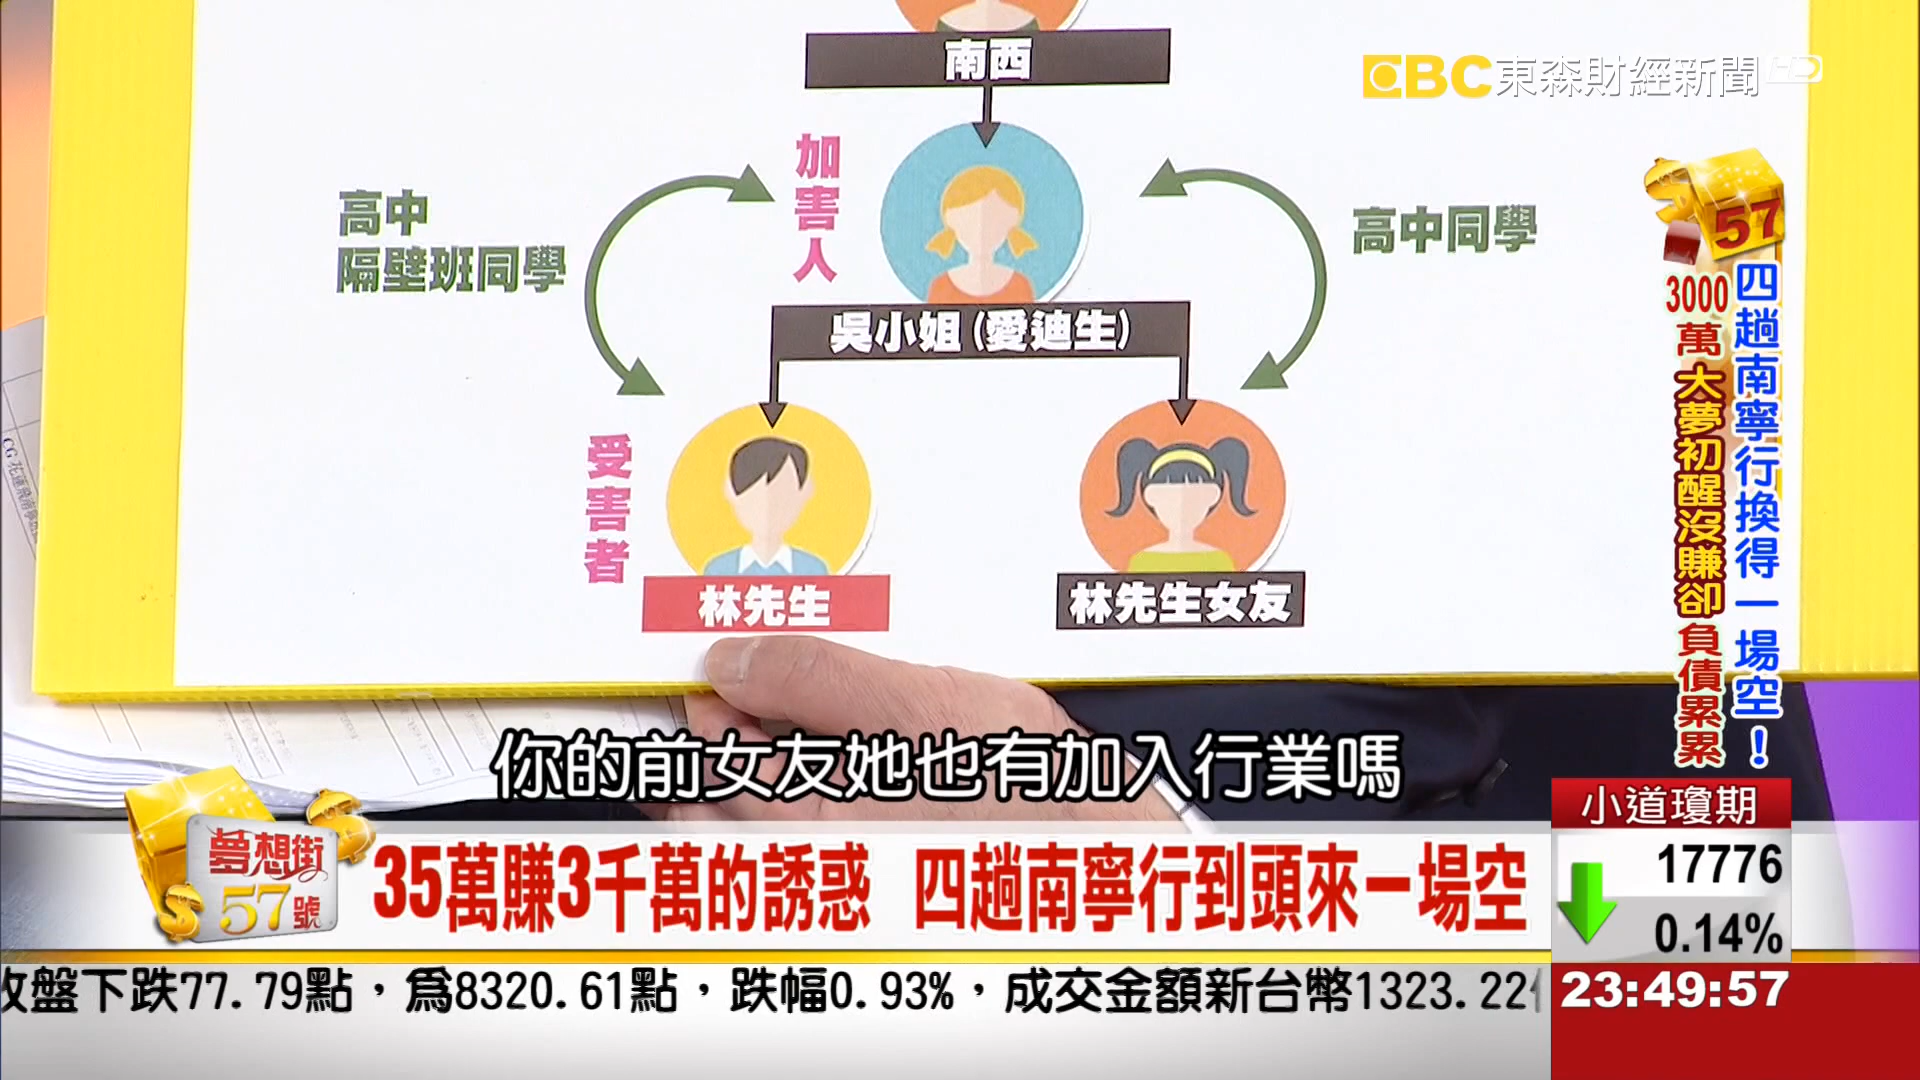 南西
EBC東森財經新聞HD
加害人
高中
隔壁班同學
高中同學
吳小姐(愛迪生)
受害者
林先生
林先生女友
57
四趟南寧行換得一場空！
3000萬大夢初醒沒賺卻負債累累
你的前女友她也有加入行業嗎
夢想街
57號
35萬賺3千萬的誘惑 四趟南寧行到頭來一場空
小道瓊期
17776
0.14%
收盤下跌77.79點，為8320.61點，跌幅0.93%，成交金額新台幣1323.22
23:49:57